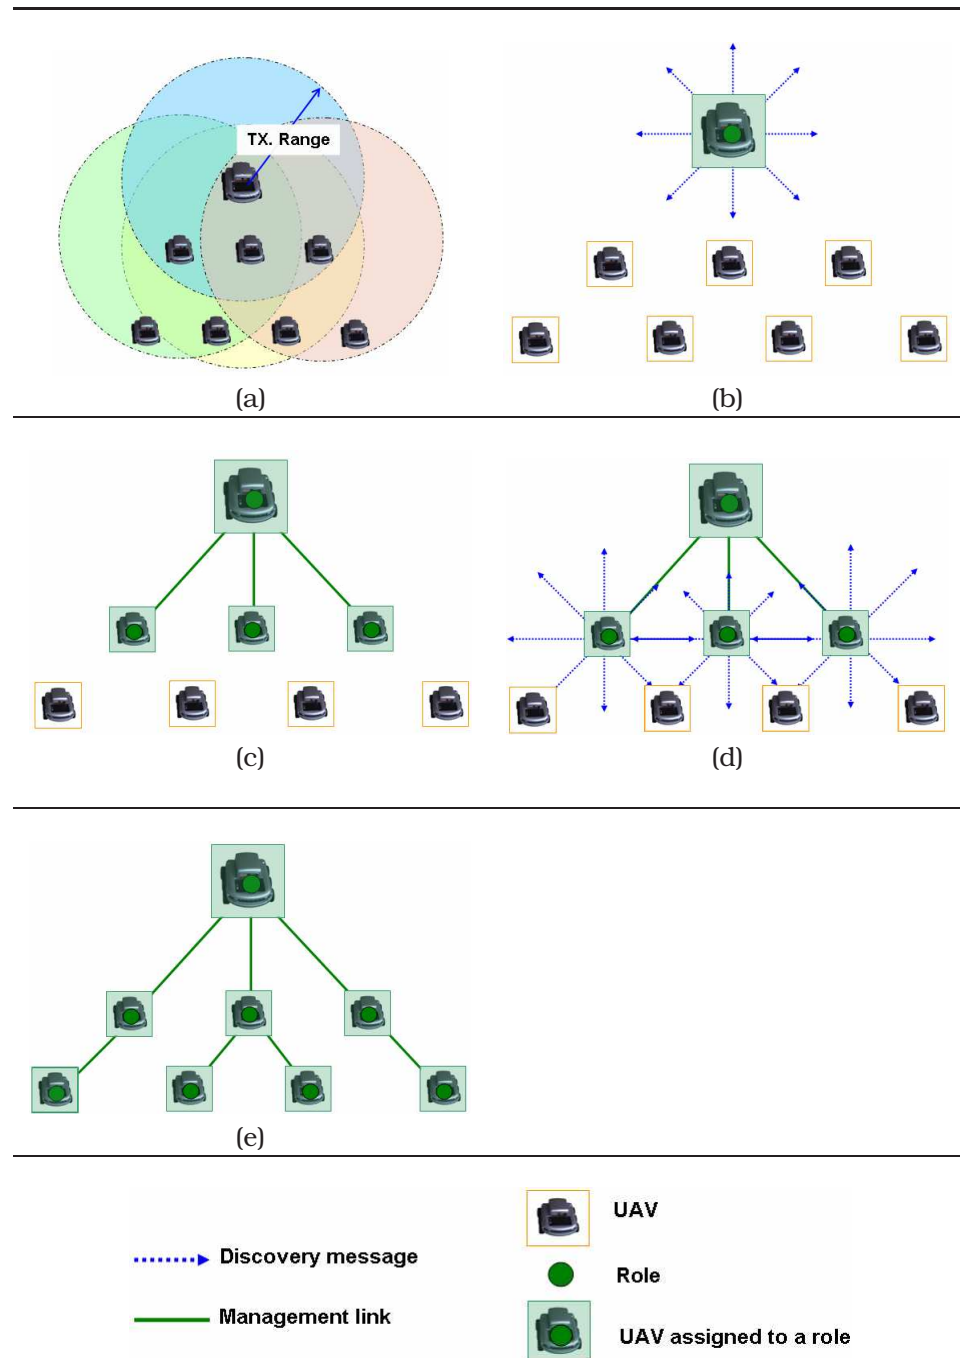 TX. Range
(a)
(b)
(c)
(d)
(e)
Discovery message
Management link
UAV
Role
UAV assigned to a role